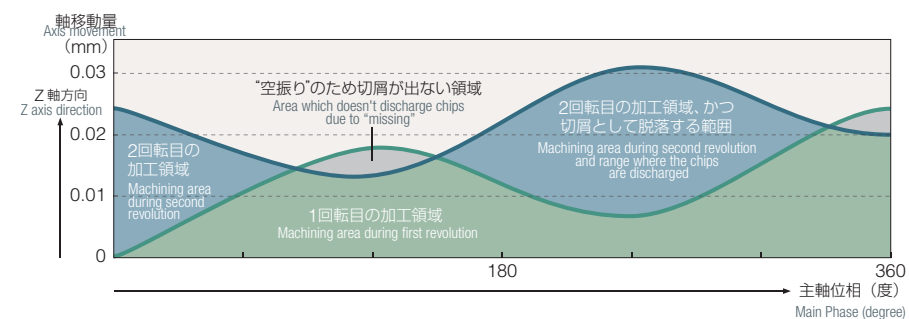 軸移動量
Axis movement
（mm）
0.03
Z 軸方向
Z axis direction
0.02
0.01
0
“空振り”のため切屑が出ない領域
Area which doesn't discharge chips
due to “missing”
2回転目の
加工領域
Machining area
during second
revolution
1回転目の加工領域
Machining area during first revolution
2回転目の加工領域、かつ
切屑として脱落する範囲
Machining area during second revolution
and range where the chips
are discharged
180
360
主軸位相（度）
Main Phase (degree)